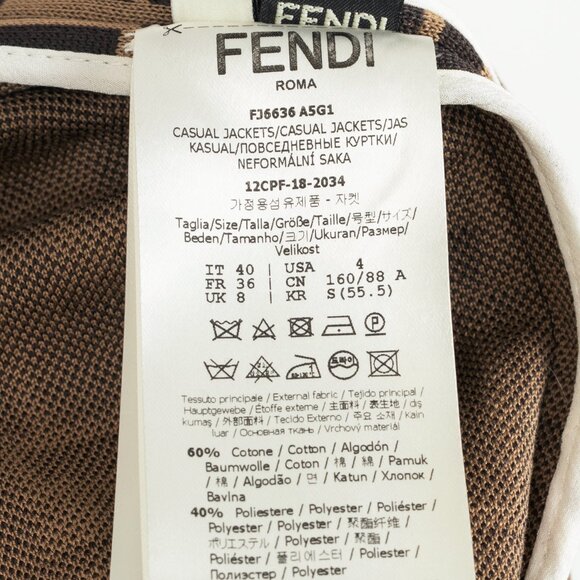 FENDI
FENDI
ROMA
FJ6636 A5G1
CASUAL JACKETS/CASUAL JACKETS/JAS
KASUAL/ПОВСЕДНЕВНЫЕ КУРТКИ/
NEFORMÁLNÍ SAKA
12CPF-18-2034
가정용섬유제품 - 자켓
Taglia/Size/Talla/Größe/Taille/号型/サイズ/
Beden/Tamanho/크기/Ukuran/Размер/
Velikost
IT 40 USA 4
FR 36 CN 160/88 A
UK 8 KR S(55.5)
드라이
Tessuto principale / External fabric / Tejido principal /
Hauptgewebe / Étoffe externe / 主面料 / 表生地 / dış
kumaş / 外部面料 / Tecido Externo / 주요 소재 / Kain
luar / Основная ткань / Vrchový materiál
60% Cotone / Cotton / Algodón /
Baumwolle / Coton / 棉 / 綿 / Pamuk
/ 棉 / Algodão / 면 / Katun / Хлопок /
Bavlna
40% Poliestere / Polyester / Poliéster /
Polyester / Polyester / 聚酯纤维 /
ポリエステル / Polyester / 聚酯 /
Poliéster / 폴리에스터 / Poliester /
Полиэстер / Polyester